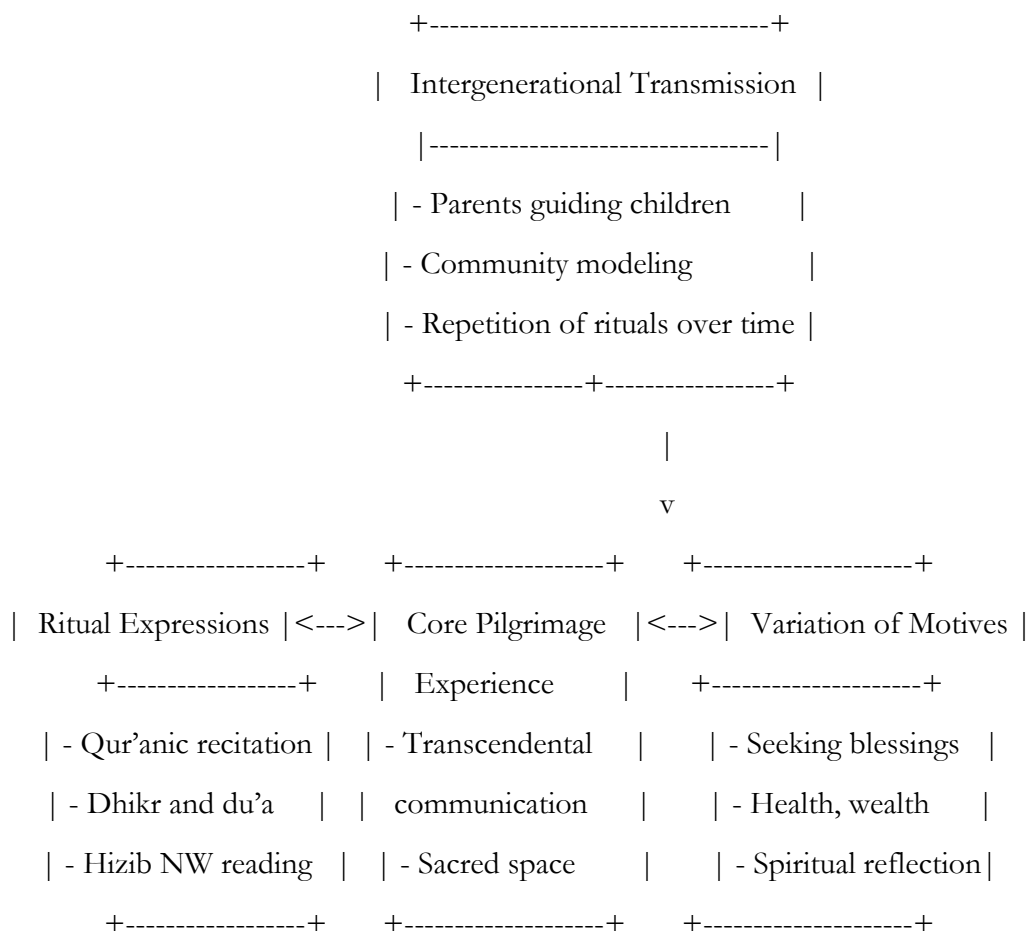 +----------------------------------+
| Intergenerational Transmission |
|----------------------------------|
| - Parents guiding children |
| - Community modeling |
| - Repetition of rituals over time |
+----------------+-----------------+
|
v
+------------------+ +--------------------+ +---------------------+
| Ritual Expressions |<--->| Core Pilgrimage |<--->| Variation of Motives |
+------------------+ | Experience | +---------------------+
| - Qur’anic recitation | | - Transcendental | | - Seeking blessings |
| - Dhikr and du’a | | communication | | - Health, wealth |
| - Hizib NW reading | | - Sacred space | | - Spiritual reflection|
+-----------------+ +--------------------+ +---------------------+